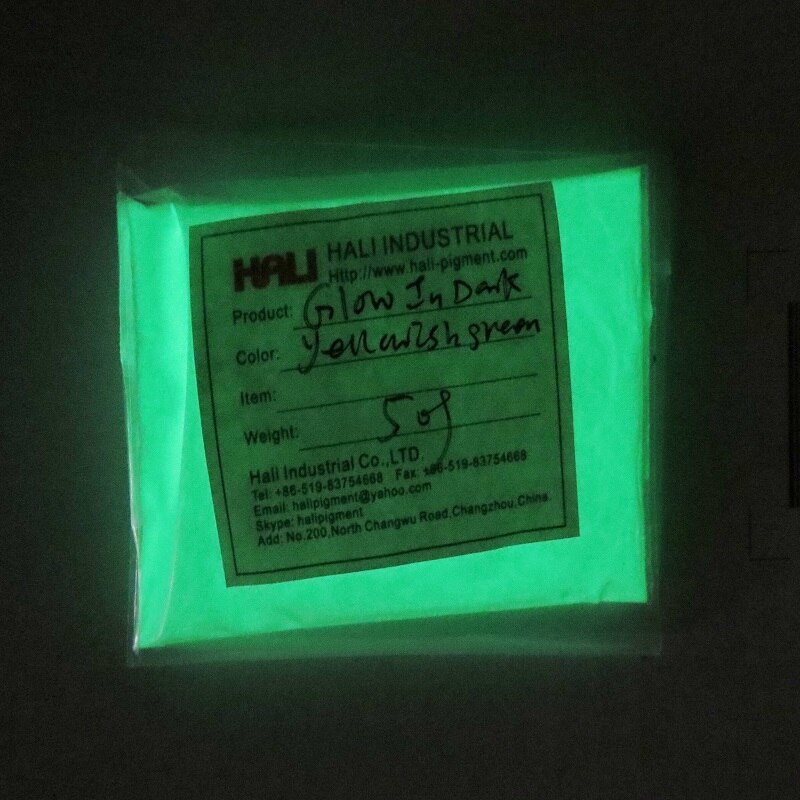 HALI HALI INDUSTRIAL
Http://www.hali-pigment.com
Product: Glow In Dark
Color: Yellowish green
Item:
Weight: 50g
Hali Industrial Co.,LTD.
Tel: +86-519-83754668 Fax: +86-519-83754668
Email: halipigment@yahoo.com
Skype: halipigment
Add: No.200,North Changwu Road,Changzhou,China.